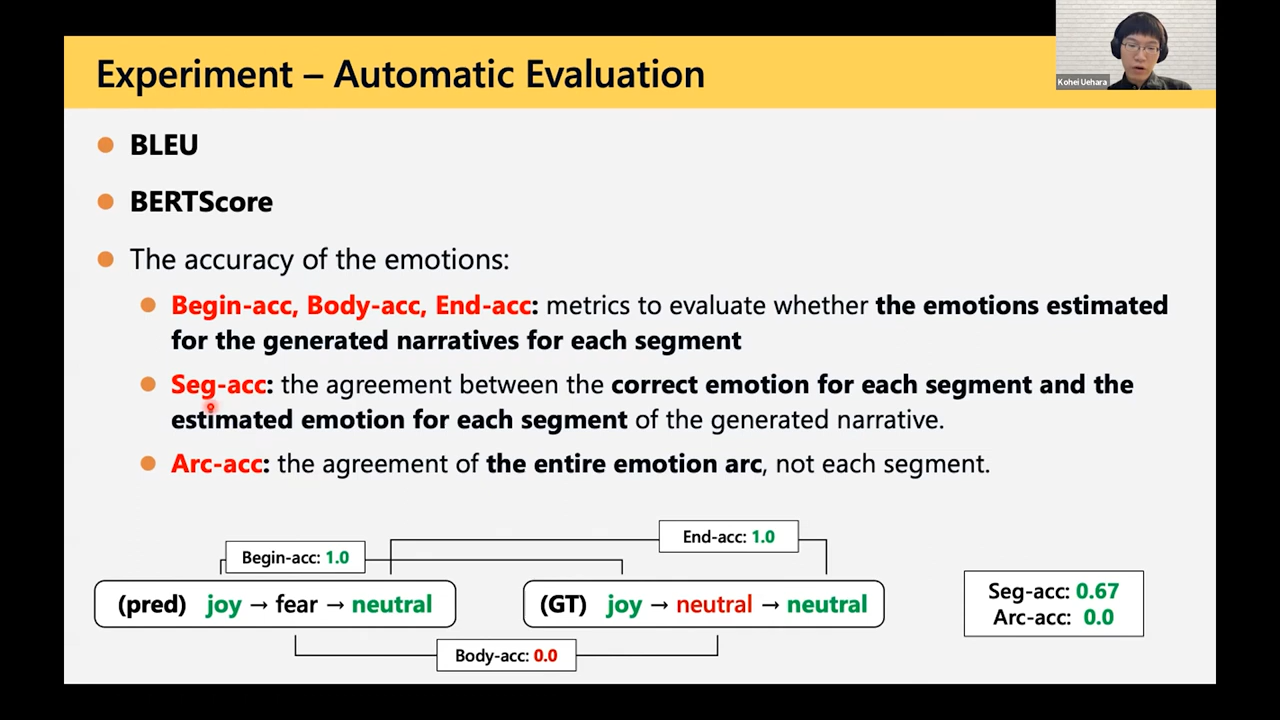 Experiment – Automatic Evaluation
Kohei Uehara
BLEU
BERTScore
The accuracy of the emotions:
Begin-acc, Body-acc, End-acc: metrics to evaluate whether the emotions estimated
for the generated narratives for each segment
Seg-acc: the agreement between the correct emotion for each segment and the
estimated emotion for each segment of the generated narrative.
Arc-acc: the agreement of the entire emotion arc, not each segment.
End-acc: 1.0
Begin-acc: 1.0
(pred) joy → fear → neutral
(GT) joy → neutral → neutral
Seg-acc: 0.67
Arc-acc: 0.0
Body-acc: 0.0